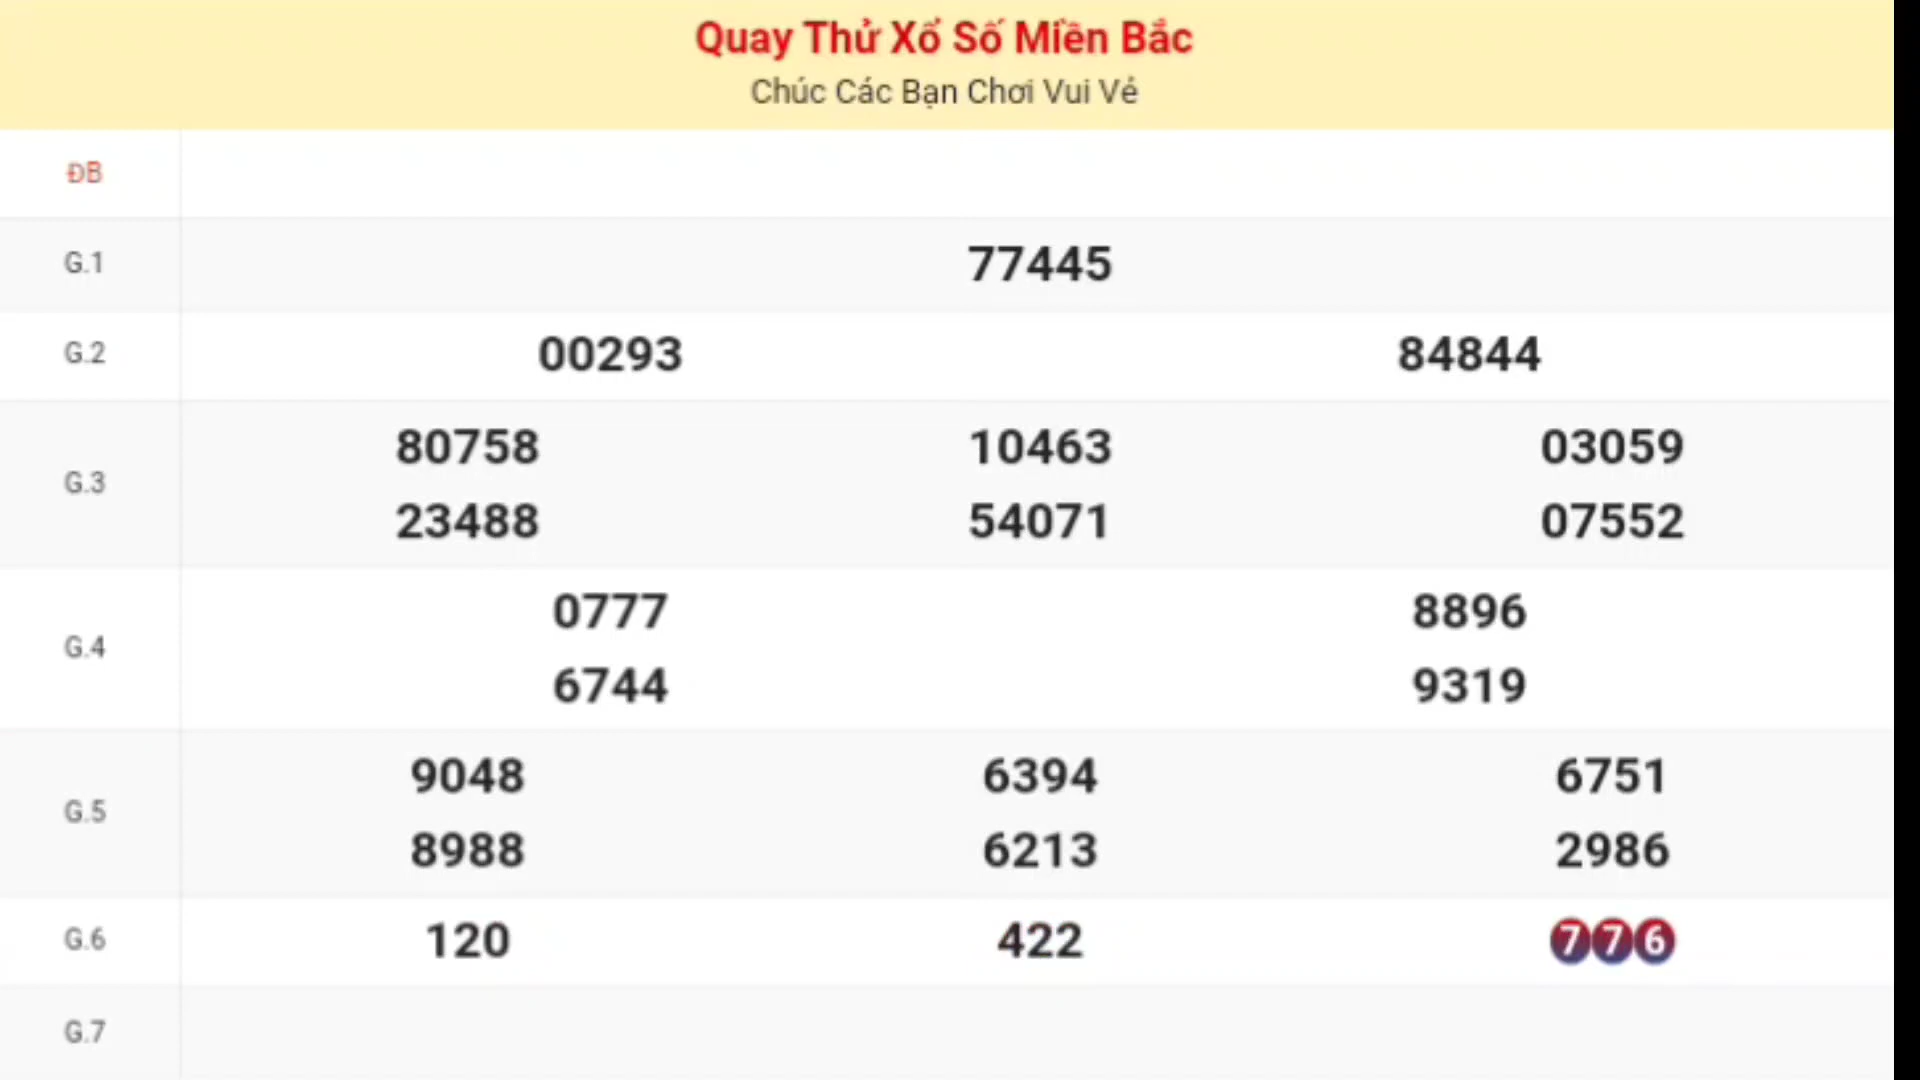 Quay Thử Xổ Số Miền Bắc
Chúc Các Bạn Chơi Vui Vẻ
ĐB
G.1 77445
G.2 00293 84844
G.3 80758 10463 03059
23488 54071 07552
G.4 0777 8896
6744 9319
G.5 9048 6394 6751
8988 6213 2986
G.6 120 422 776
G.7